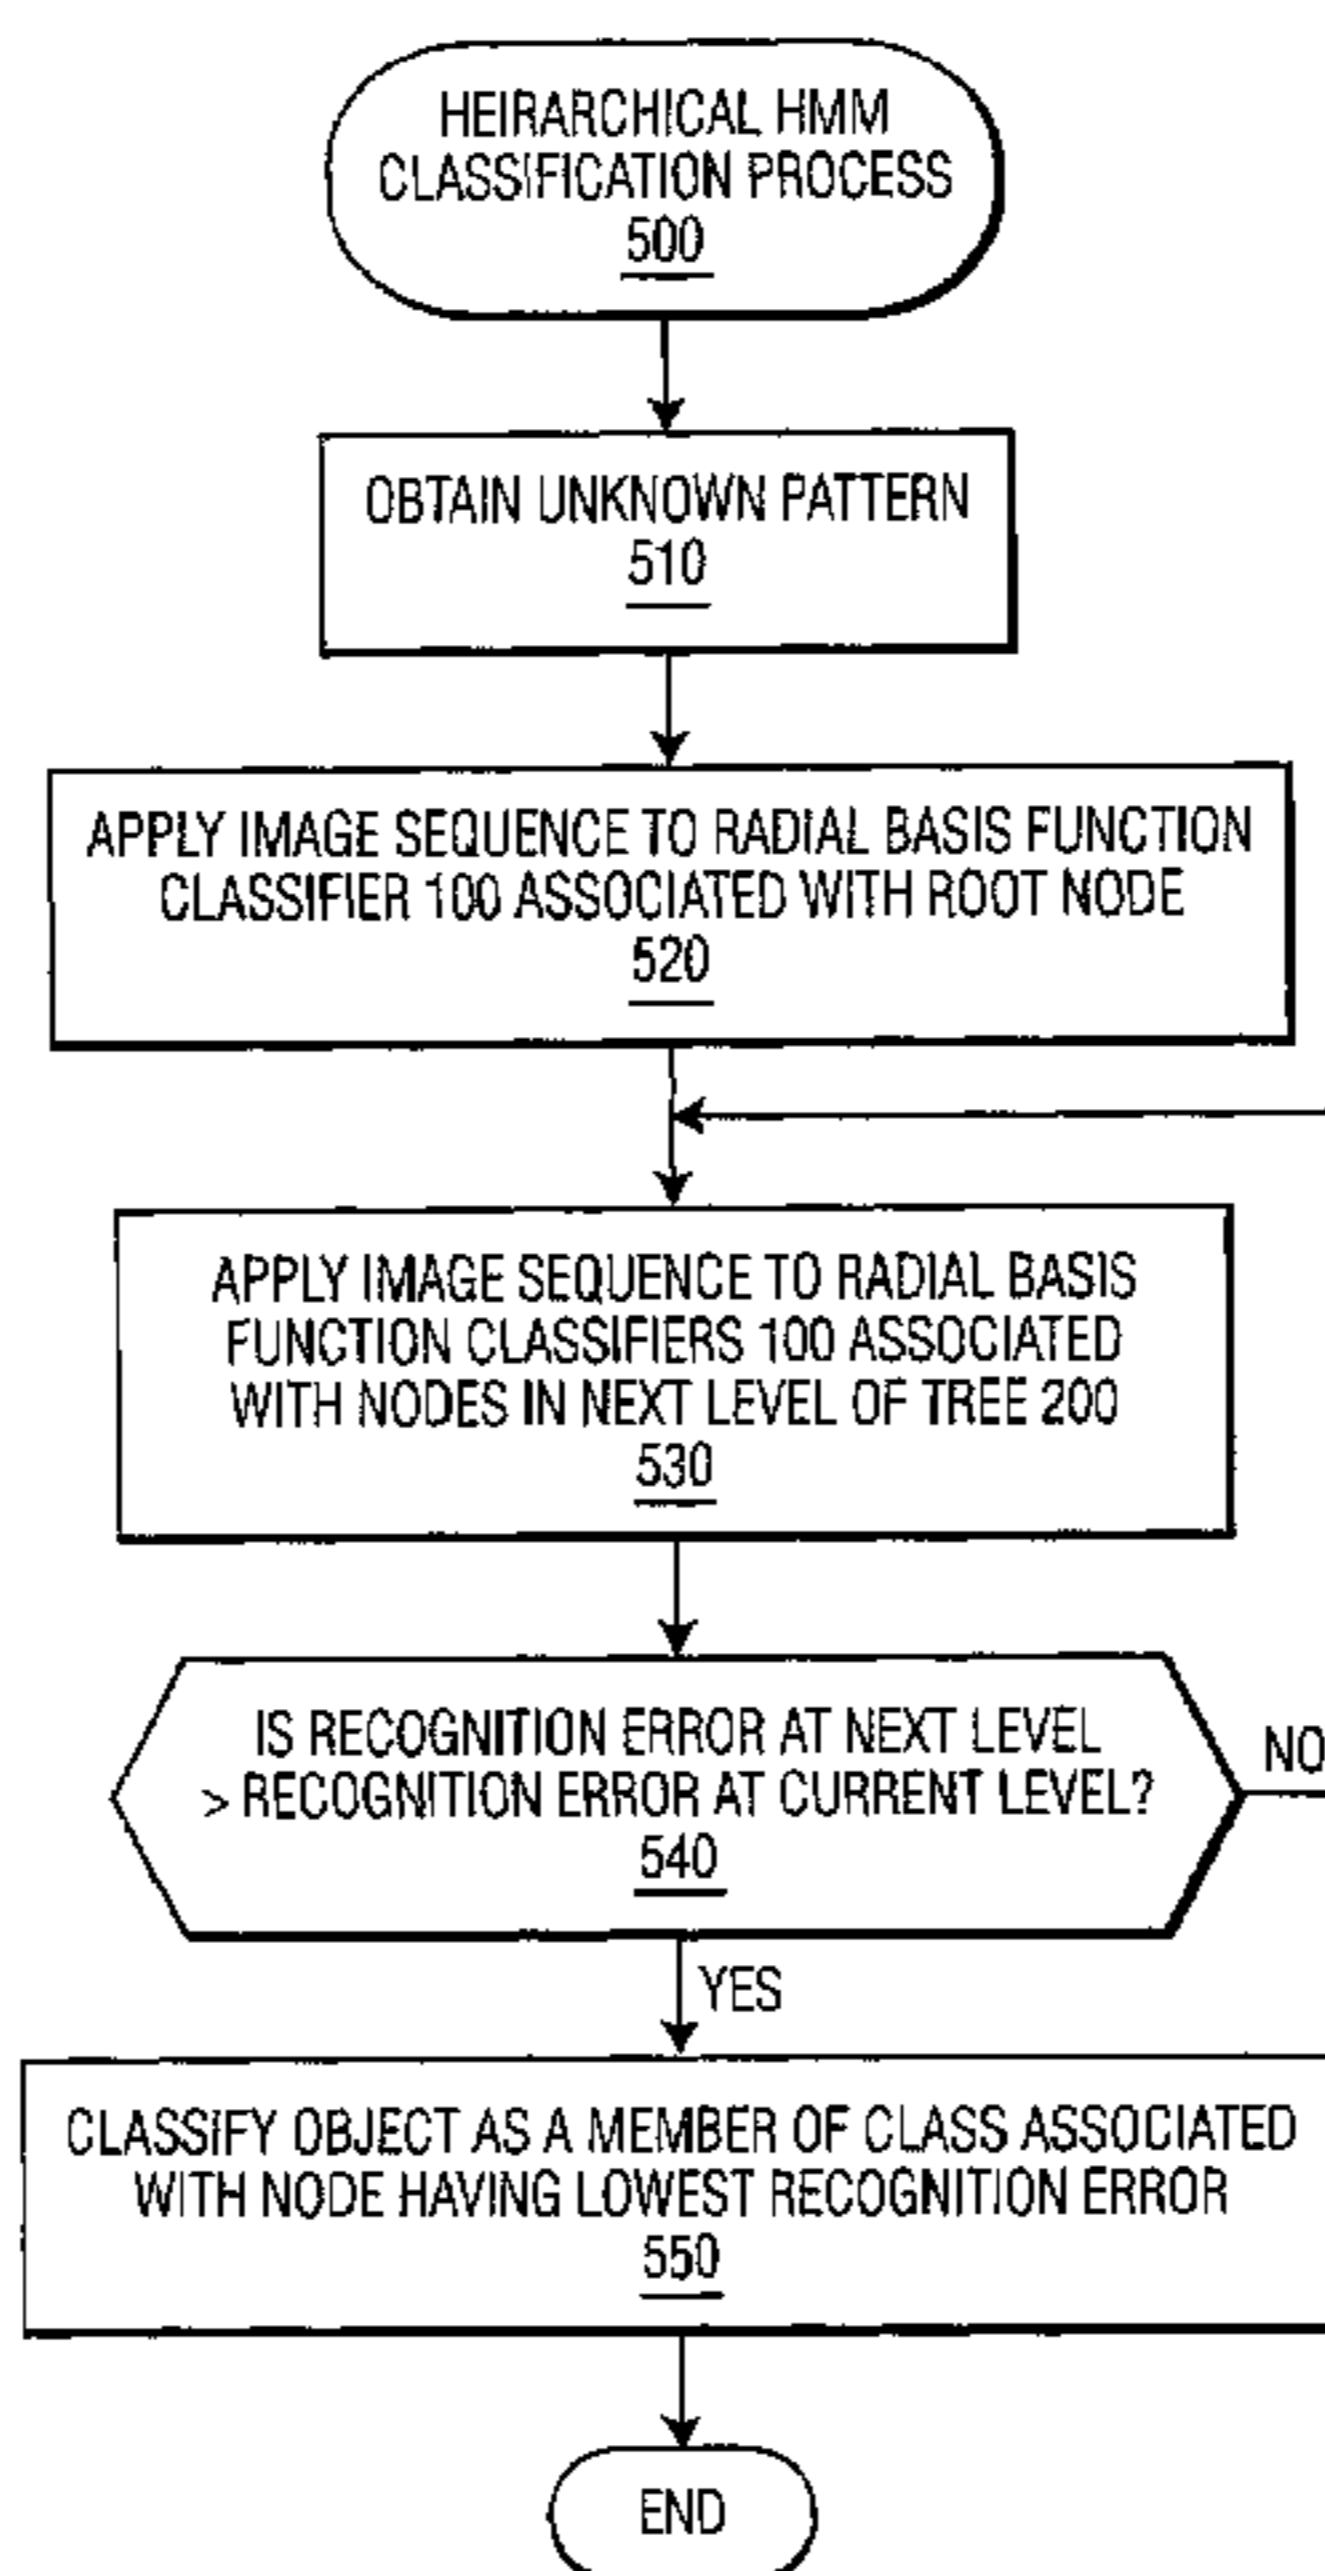 HEIRARCHICAL HMM
CLASSIFICATION PROCESS
500
OBTAIN UNKNOWN PATTERN
510
APPLY IMAGE SEQUENCE TO RADIAL BASIS FUNCTION
CLASSIFIER 100 ASSOCIATED WITH ROOT NODE
520
APPLY IMAGE SEQUENCE TO RADIAL BASIS
FUNCTION CLASSIFIERS 100 ASSOCIATED
WITH NODES IN NEXT LEVEL OF TREE 200
530
IS RECOGNITION ERROR AT NEXT LEVEL
> RECOGNITION ERROR AT CURRENT LEVEL?
540
NO
YES
CLASSIFY OBJECT AS A MEMBER OF CLASS ASSOCIATED
WITH NODE HAVING LOWEST RECOGNITION ERROR
550
END